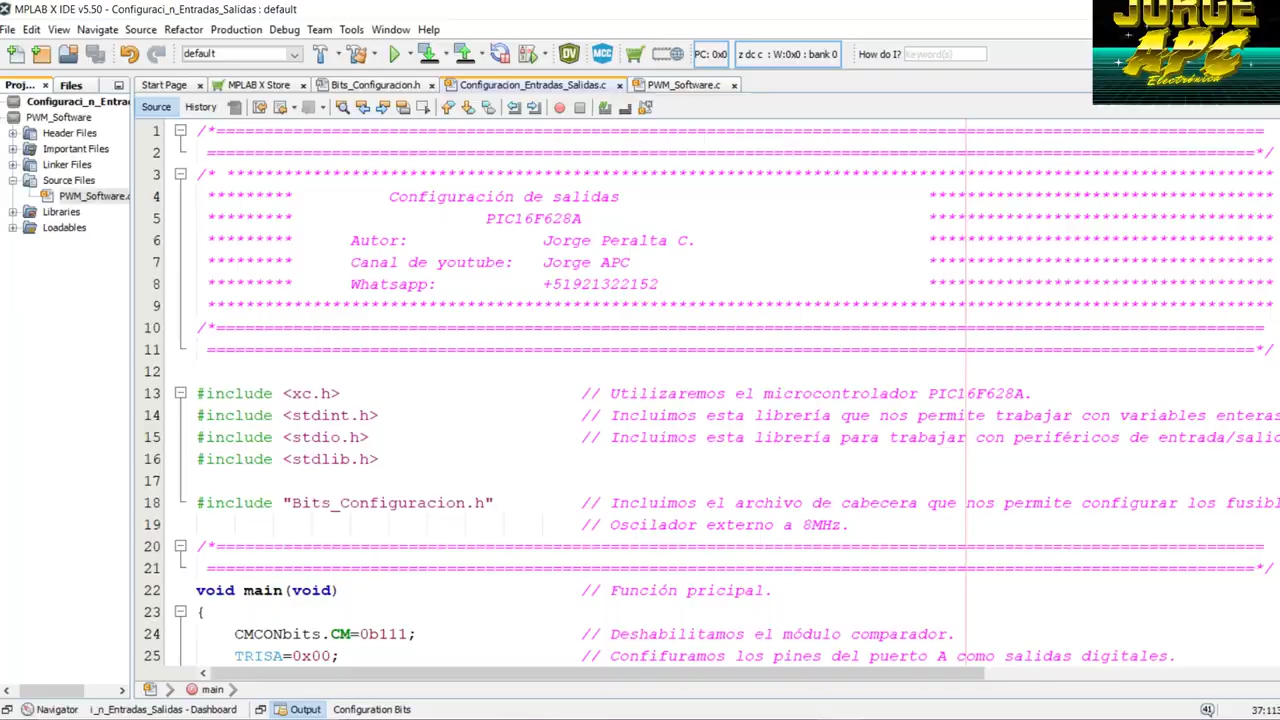 MPLAB X IDE v5.50 - Configuraci_n_Entradas_Salidas : default
File Edit View Navigate Source Refactor Production Debug Team Tools Window Help
default PC: 0x0 z dc c : W:0x0 : bank 0 How do I? Keyword(s)
JORGE
APC
Electrónica
Proj... × Files Start Page × MPLAB X Store × Bits_Configuracion.h × Configuracion_Entradas_Salidas.c × PWM_Software.c ×
Source History
Configuraci_n_Entra
PWM_Software
Header Files
Important Files
Linker Files
Source Files
PWM_Software.c
Libraries
Loadables
1 /*==============================================================================================================
2 ==============================================================================================================*/
3 /* **************************************************************************************************************
4 ********* Configuración de salidas ************************************
5 ********* PIC16F628A ************************************
6 ********* Autor: Jorge Peralta C. ************************************
7 ********* Canal de youtube: Jorge APC ************************************
8 ********* Whatsapp: +51921322152 ************************************
9 ****************************************************************************************************************
10 /*==============================================================================================================
11 ==============================================================================================================*/
12
13 #include <xc.h> // Utilizaremos el microcontrolador PIC16F628A.
14 #include <stdint.h> // Incluimos esta librería que nos permite trabajar con variables enteras
15 #include <stdio.h> // Incluimos esta librería para trabajar con periféricos de entrada/salid
16 #include <stdlib.h>
17
18 #include "Bits_Configuracion.h" // Incluimos el archivo de cabecera que nos permite configurar los fusibl
19 // Oscilador externo a 8MHz.
20 /*==============================================================================================================
21 ==============================================================================================================*/
22 void main(void) // Función pricipal.
23 {
24 CMCONbits.CM=0b111; // Deshabilitamos el módulo comparador.
25 TRISA=0x00; // Confifuramos los pines del puerto A como salidas digitales.
main
Navigator i_n_Entradas_Salidas - Dashboard Output Configuration Bits 41 37:113